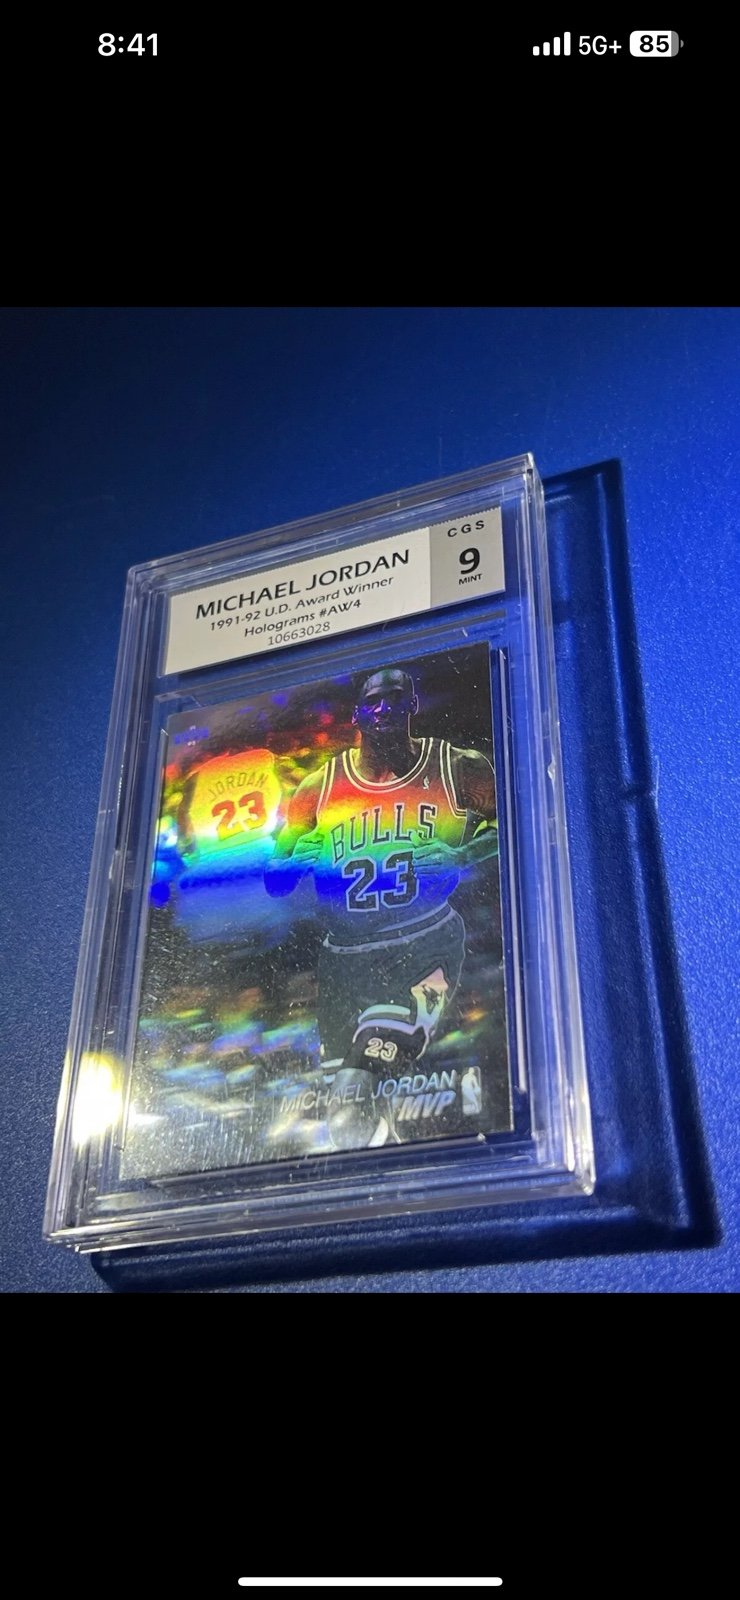 8:41
5G+ 85
MICHAEL JORDAN
1991-92 U.D. Award Winner
Holograms #AW4
10663028
CGS
9
MINT
JORDAN
23
BULLS
23
23
MICHAEL JORDAN
MVP